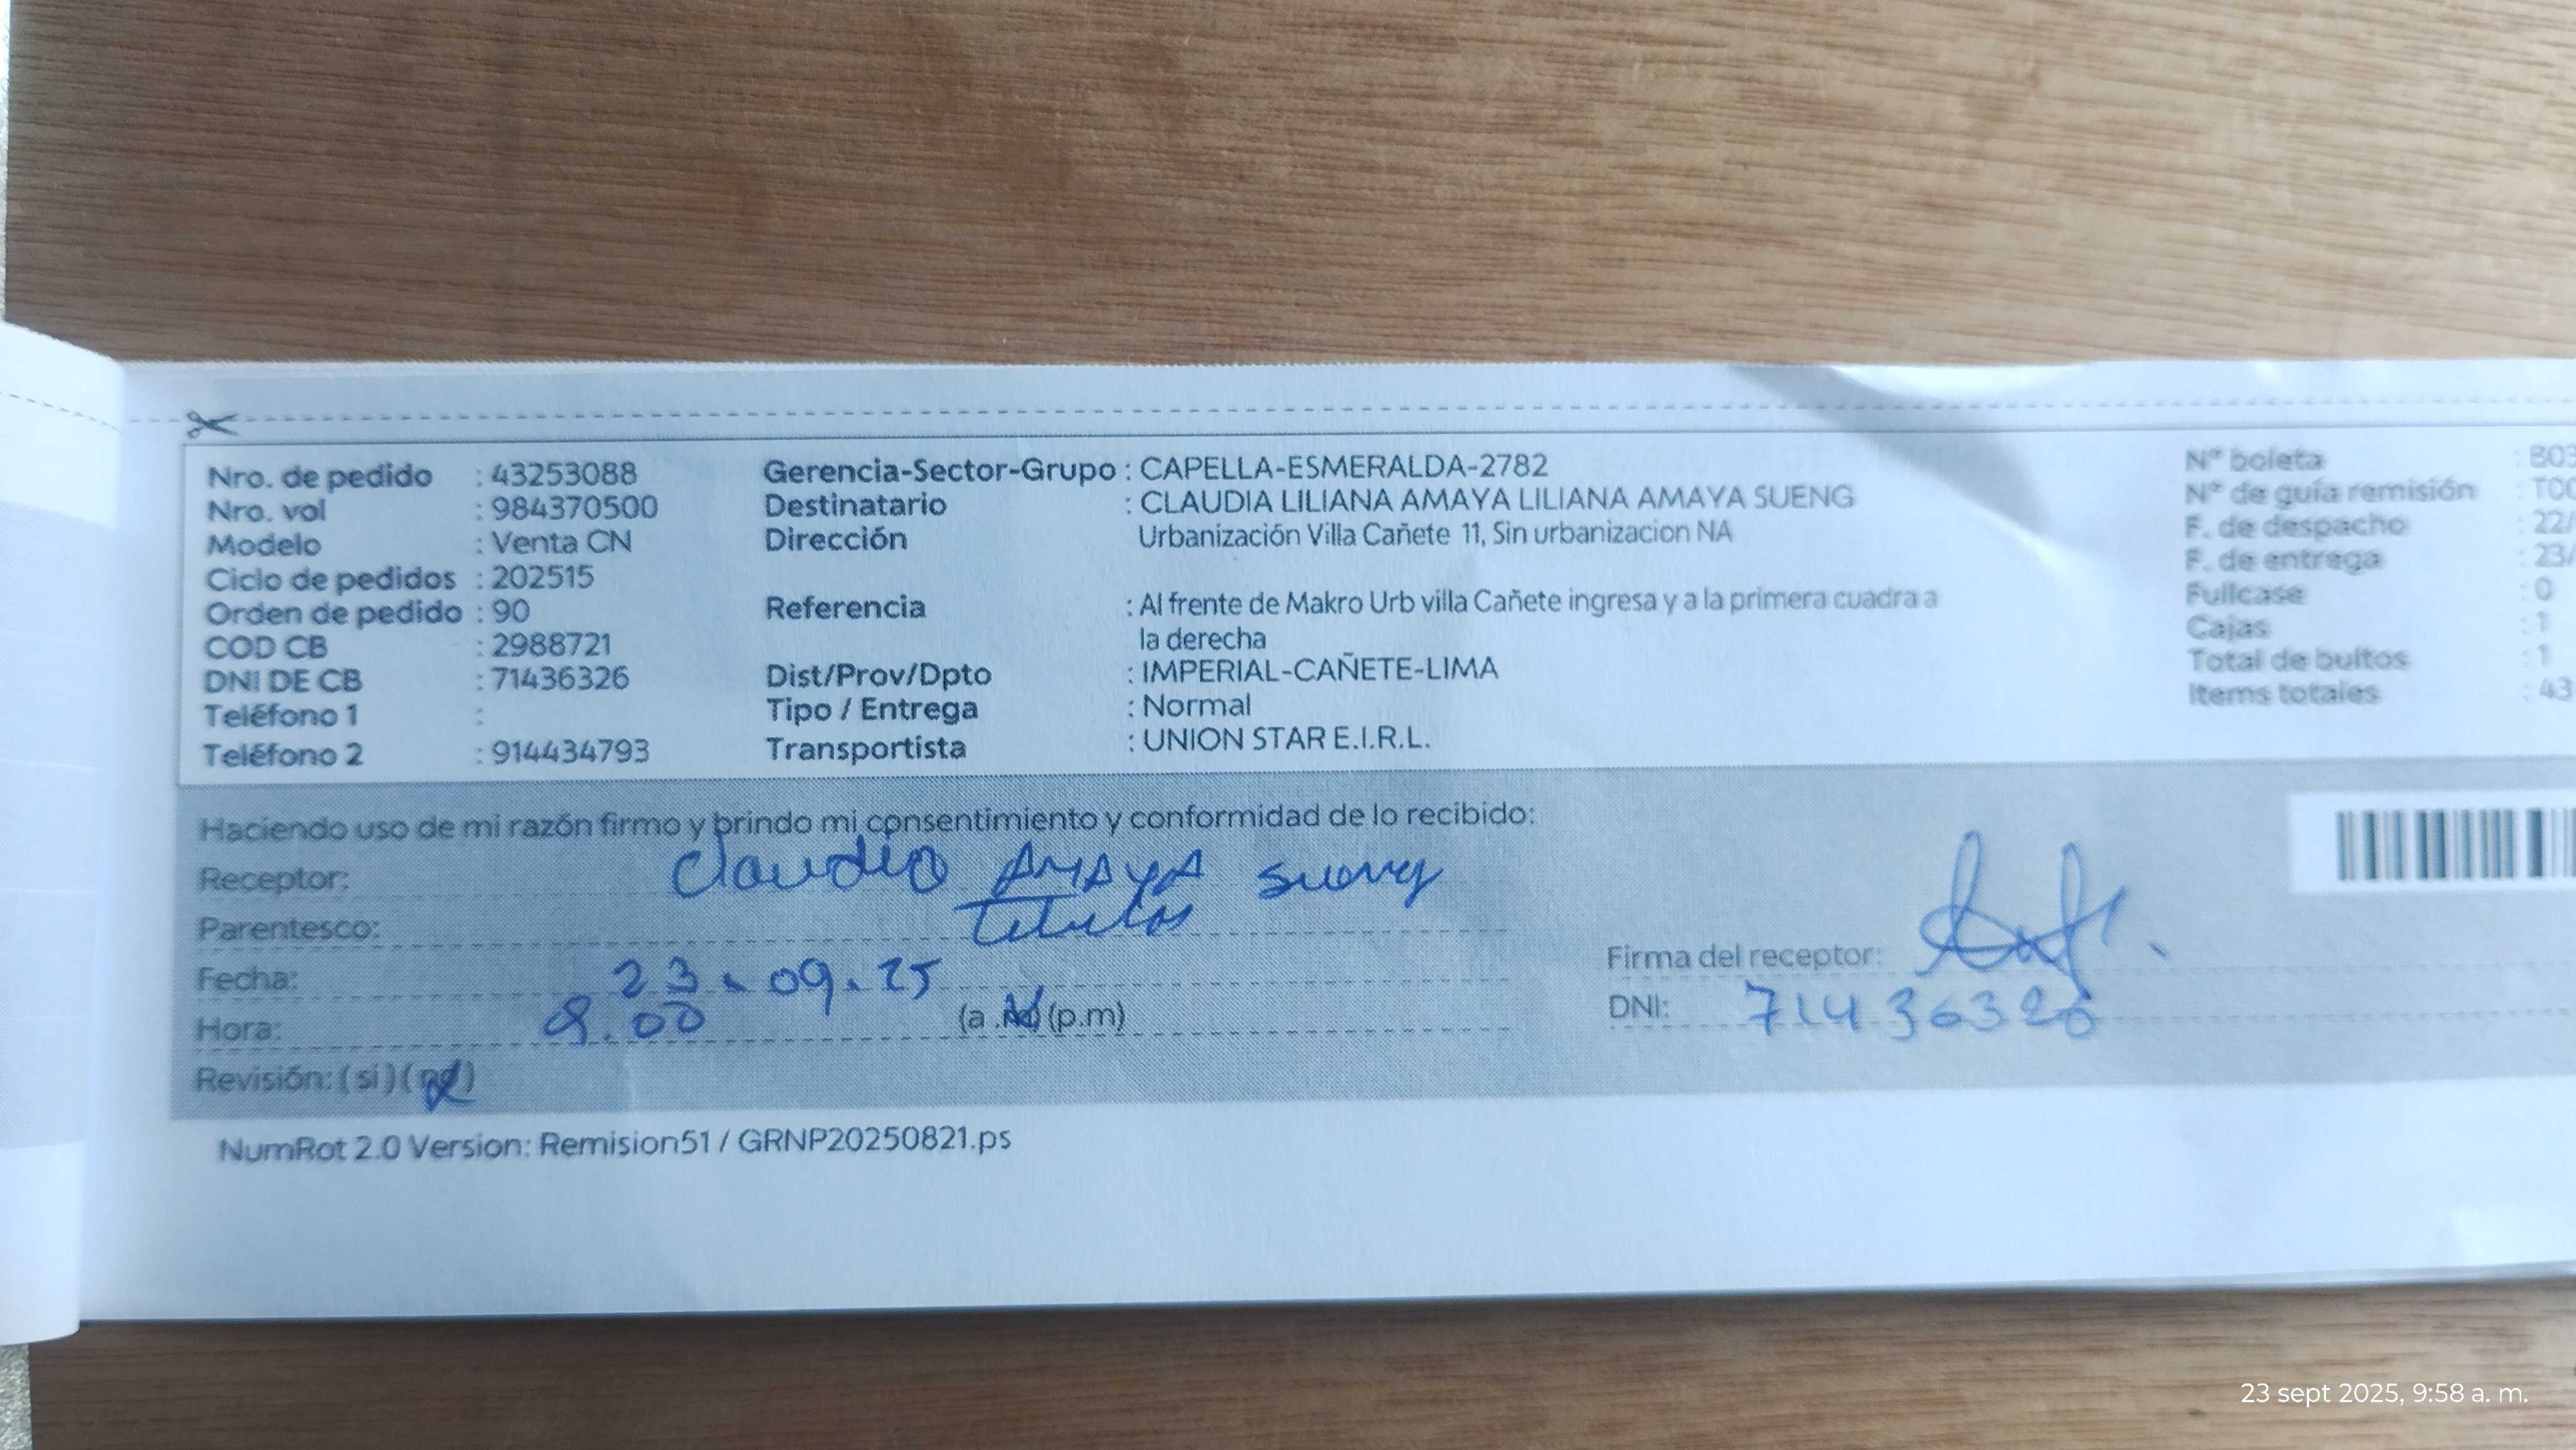 Nro. de pedido : 43253088
Nro. vol : 984370500
Modelo : Venta CN
Ciclo de pedidos : 202515
Orden de pedido : 90
COD CB : 2988721
DNI DE CB : 71436326
Teléfono 1 :
Teléfono 2 : 914434793
Gerencia-Sector-Grupo : CAPELLA-ESMERALDA-2782
Destinatario : CLAUDIA LILIANA AMAYA LILIANA AMAYA SUENG
Dirección Urbanización Villa Cañete 11, Sin urbanizacion NA
Referencia : Al frente de Makro Urb villa Cañete ingresa y a la primera cuadra a
la derecha
Dist/Prov/Dpto : IMPERIAL-CAÑETE-LIMA
Tipo / Entrega : Normal
Transportista : UNION STAR E.I.R.L.
N° boleta : B03
N° de guía remisión : T00
F. de despacho : 22/
F. de entrega : 23/
Fullcase : 0
Cajas : 1
Total de bultos : 1
Items totales : 43
Haciendo uso de mi razón firmo y brindo mi consentimiento y conformidad de lo recibido:
Receptor: Claudia AMAYA Sueng
Parentesco:
Fecha: 23.09.25
Hora: (a.m) (p.m)
Revisión: (si) (no)
Firma del receptor:
DNI: 71436326
NumRot 2.0 Version: Remision51 / GRNP20250821.ps
23 sept 2025, 9:58 a. m.